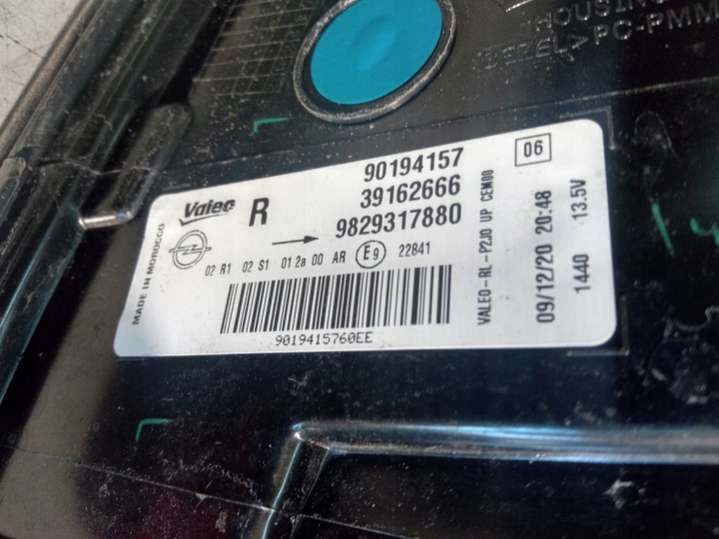 HOUSING
BEZEL>PC-PMM
Valeo
R
90194157
39162666
9829317880
06
MADE IN MOROCCO
02 R1 02 S1 01 2a 00 AR E9 22841
9019415760EE
VALEO-RL-P2JO UP CEM00
09/12/20 20:48
1440 13.5V